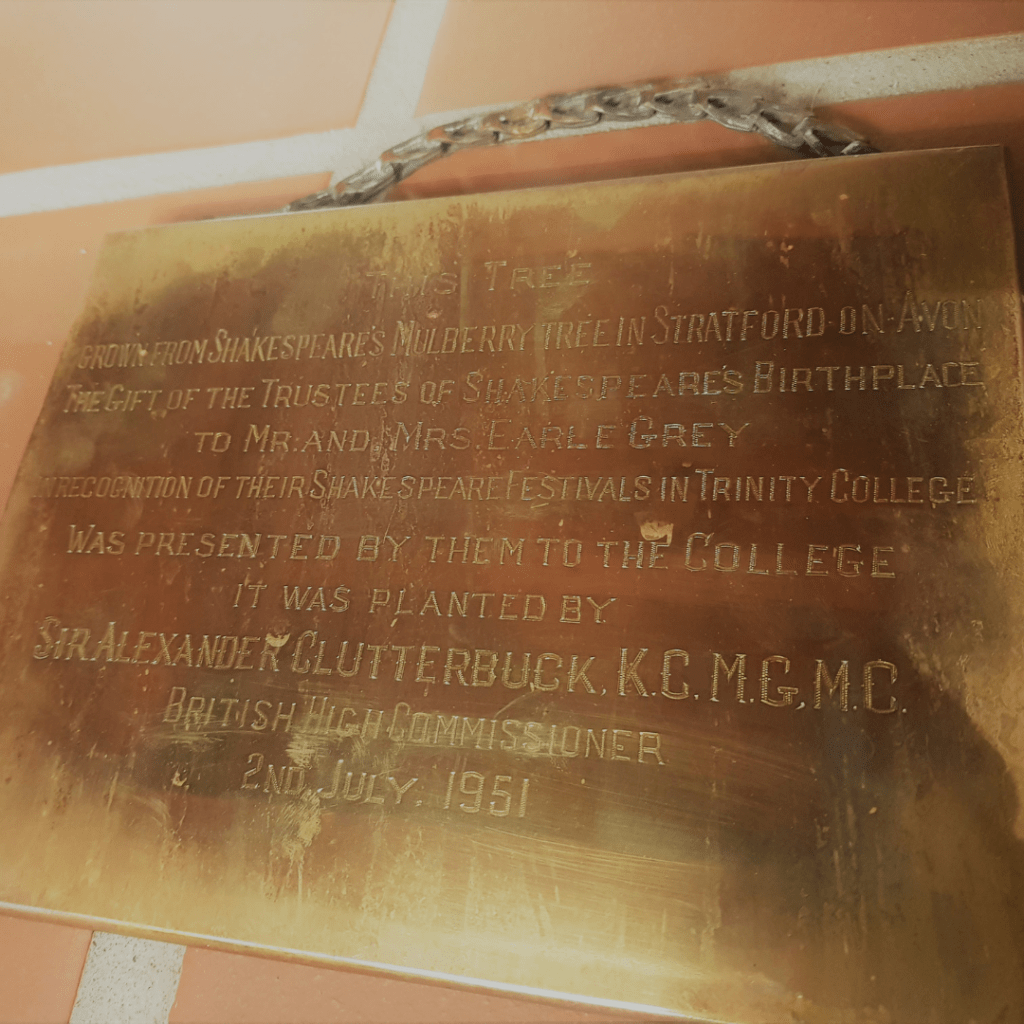 THIS TREE
GROWN FROM SHAKESPEARE'S MULBERRY TREE IN STRATFORD-ON-AVON
THE GIFT OF THE TRUSTEES OF SHAKESPEARE'S BIRTHPLACE
TO MR. AND MRS. EARLE GREY
IN RECOGNITION OF THEIR SHAKESPEARE FESTIVALS IN TRINITY COLLEGE
WAS PRESENTED BY THEM TO THE COLLEGE
IT WAS PLANTED BY
SIR ALEXANDER CLUTTERBUCK, K.C.M.G., M.C.
BRITISH HIGH COMMISSIONER
2ND. JULY, 1951